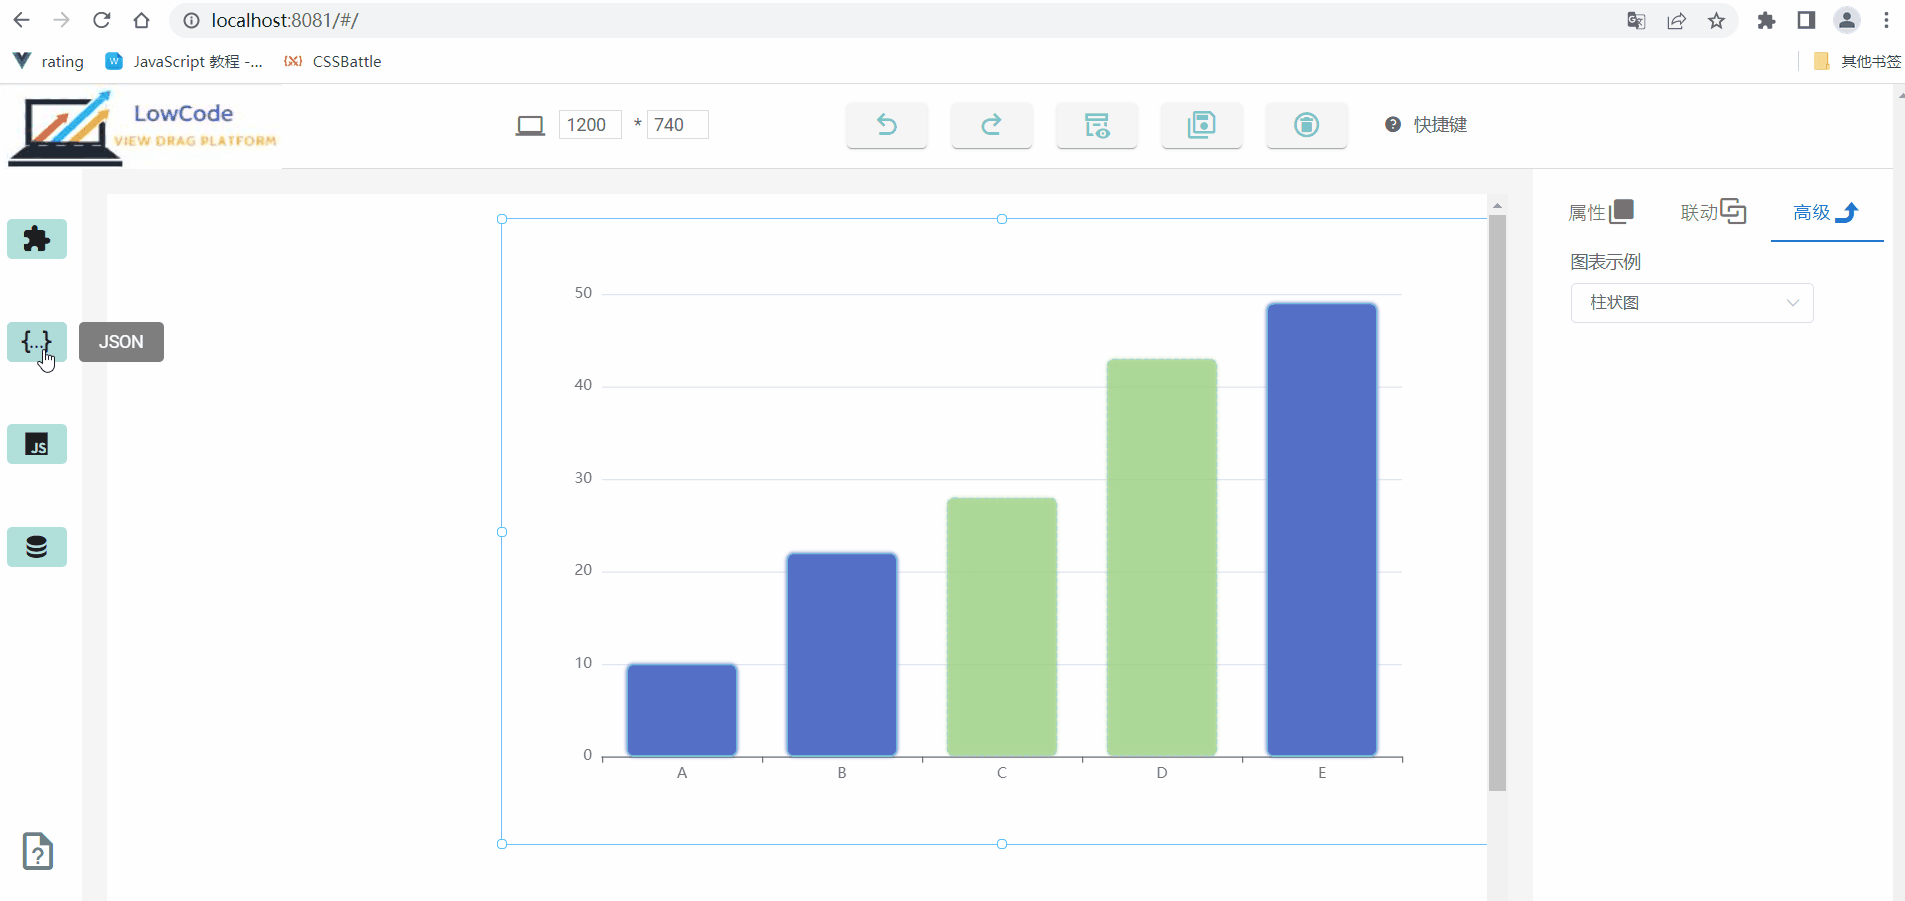 localhost:8081/#/
rating
JavaScript 教程 -...
CSSBattle
其他书签
LowCode
VIEW DRAG PLATFORM
1200 * 740
快捷键
属性
联动
高级
图表示例
柱状图
{...}
JSON
JS
50
40
30
20
10
0
A B C D E